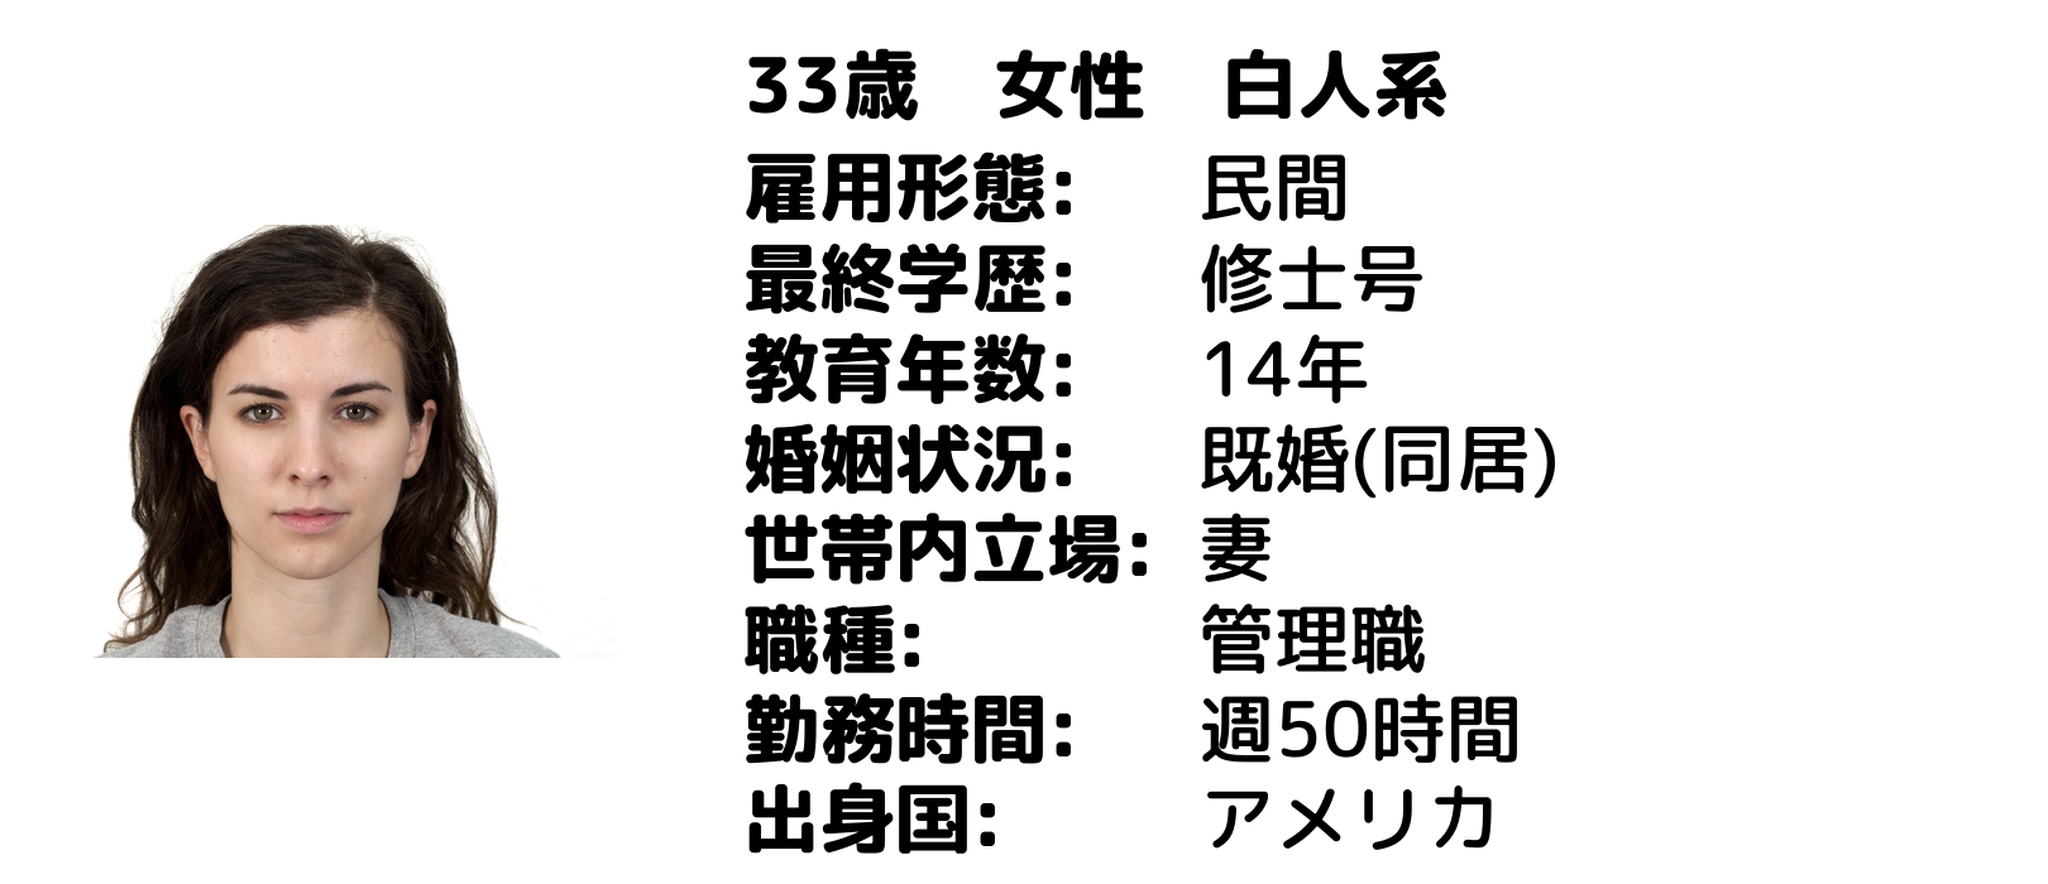 33歳　女性　白人系
雇用形態: 民間
最終学歴: 修士号
教育年数: 14年
婚姻状況: 既婚(同居)
世帯内立場: 妻
職種: 管理職
勤務時間: 週50時間
出身国: アメリカ